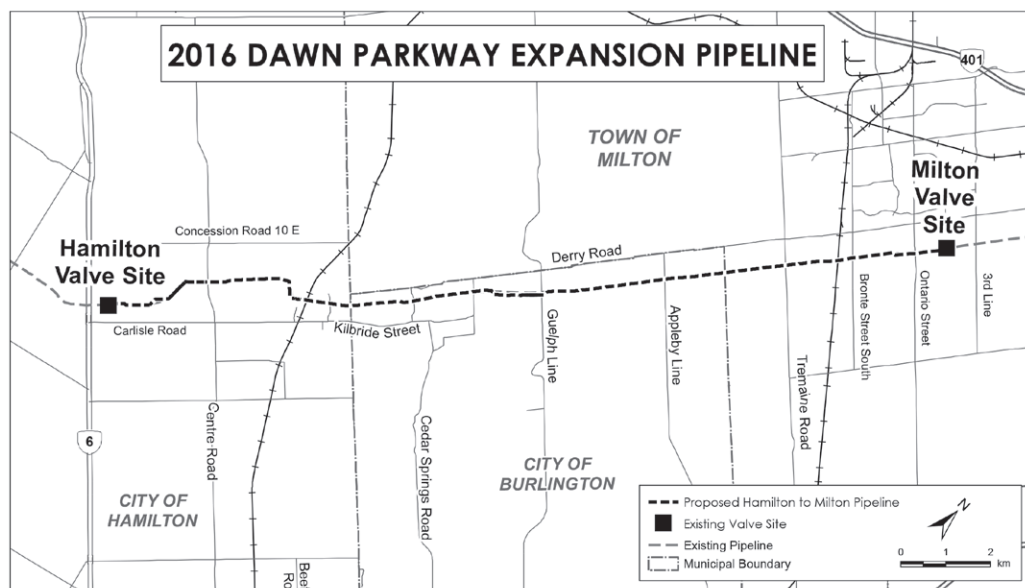 2016 DAWN PARKWAY EXPANSION PIPELINE
401
TOWN OF
MILTON
Milton
Valve
Site
Concession Road 10 E
Hamilton
Valve Site
Derry Road
Carlisle Road
Kilbride Street
Guelph Line
Appleby Line
Tremaine Road
Bronte Street South
Ontario Street
3rd Line
6
Centre Road
Cedar Springs Road
CITY OF
HAMILTON
CITY OF
BURLINGTON
Proposed Hamilton to Milton Pipeline
Existing Valve Site
Existing Pipeline
Municipal Boundary
N
0 1 2
km